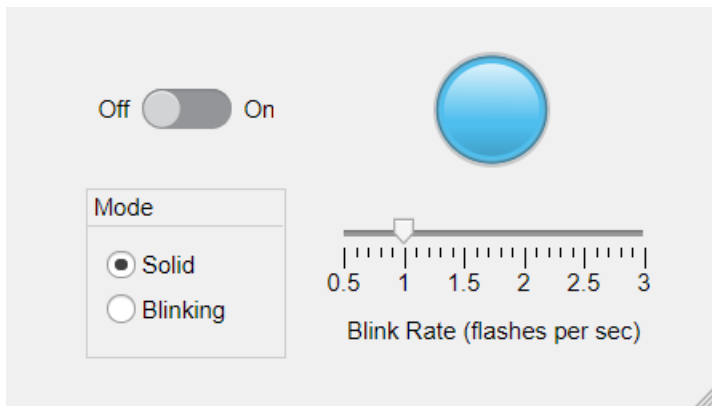 Off On
Mode
Solid
Blinking
0.5 1 1.5 2 2.5 3
Blink Rate (flashes per sec)